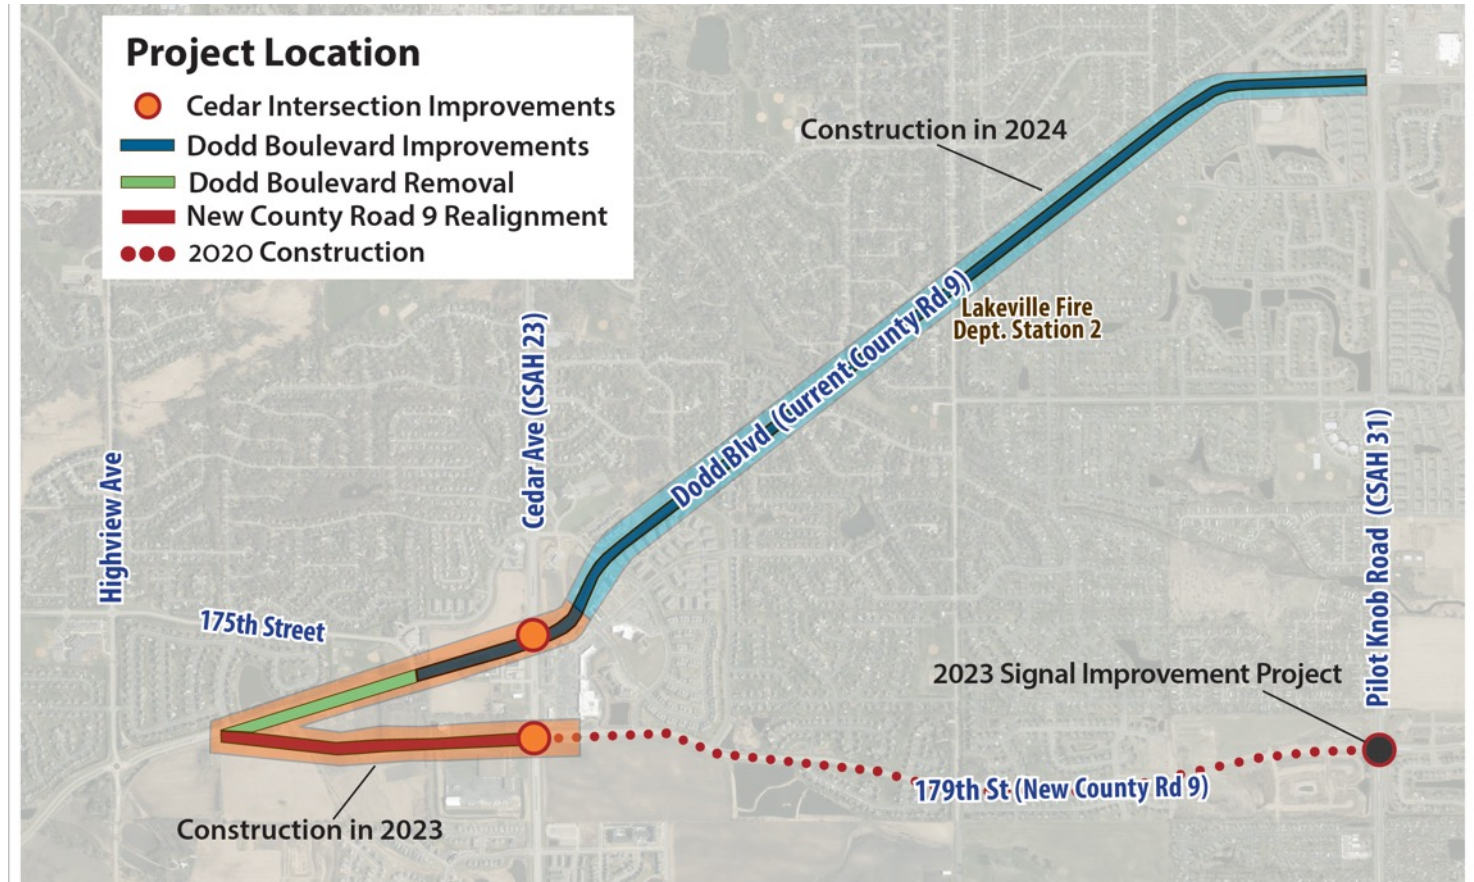 Project Location
Cedar Intersection Improvements
Dodd Boulevard Improvements
Dodd Boulevard Removal
New County Road 9 Realignment
2020 Construction
Construction in 2024
Dodd Blvd (Current County Rd 9)
Lakeville Fire
Dept. Station 2
Cedar Ave (CSAH 23)
Highview Ave
Pilot Knob Road (CSAH 31)
175th Street
2023 Signal Improvement Project
179th St (New County Rd 9)
Construction in 2023